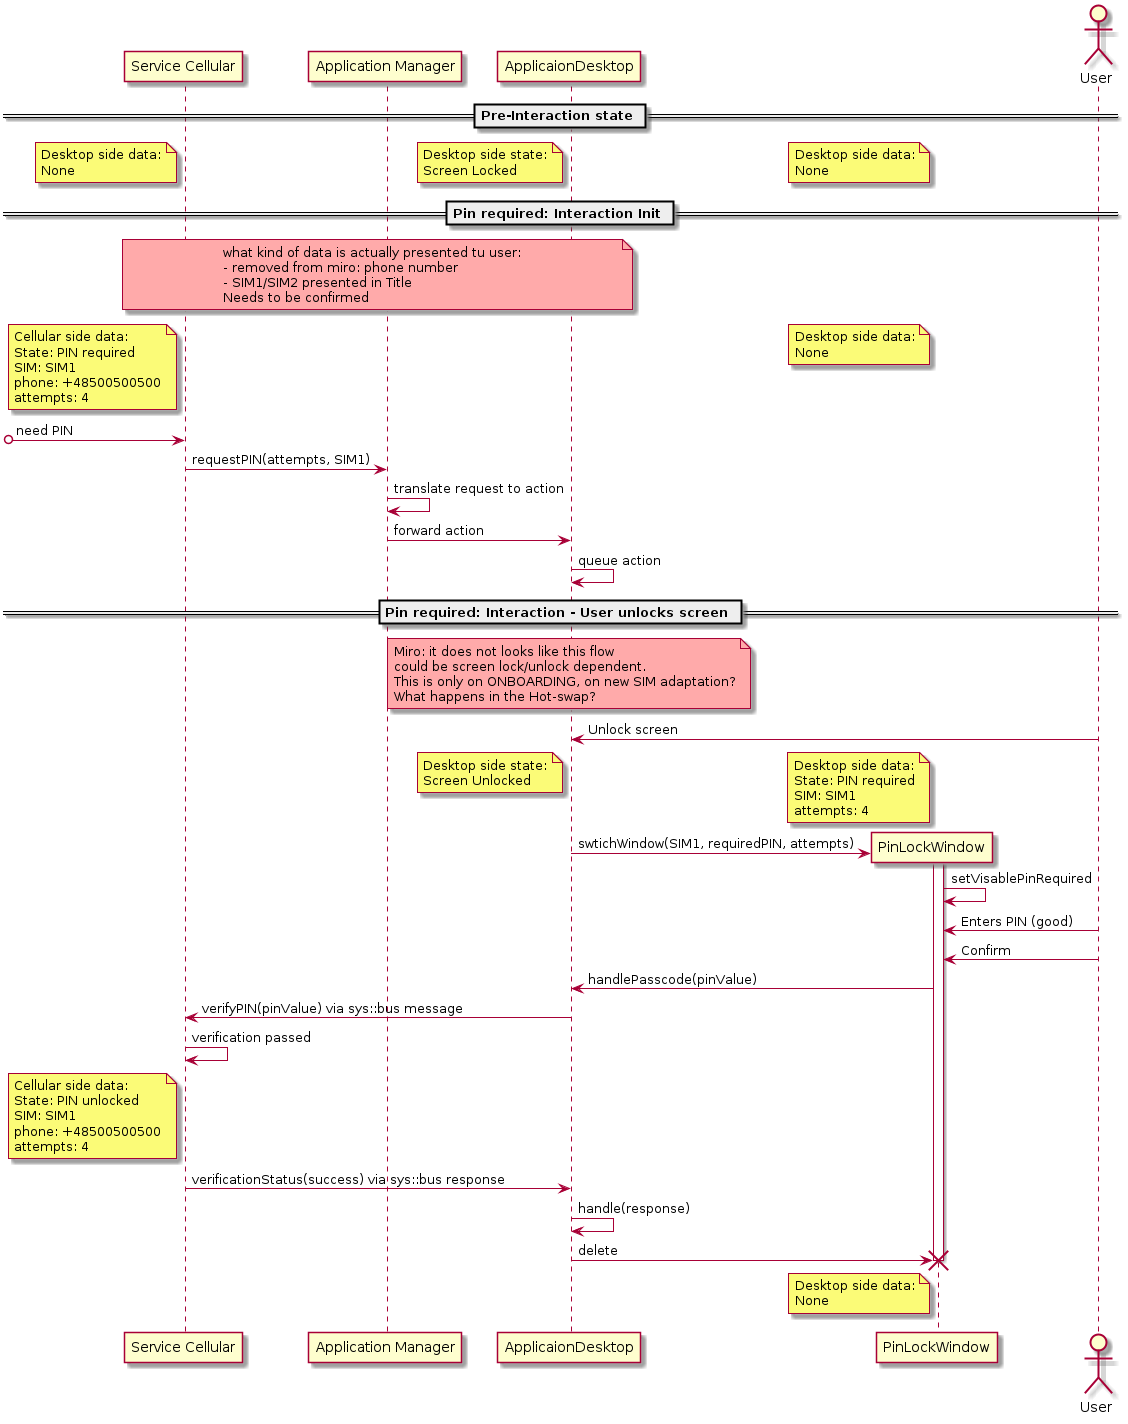 User
Service Cellular
Application Manager
ApplicaionDesktop
Pre-Interaction state
Desktop side data:
None
Desktop side state:
Screen Locked
Desktop side data:
None
Pin required: Interaction Init
what kind of data is actually presented tu user:
- removed from miro: phone number
- SIM1/SIM2 presented in Title
Needs to be confirmed
Cellular side data:
State: PIN required
SIM: SIM1
phone: +48500500500
attempts: 4
Desktop side data:
None
need PIN
requestPIN(attempts, SIM1)
translate request to action
forward action
queue action
Pin required: Interaction - User unlocks screen
Miro: it does not looks like this flow
could be screen lock/unlock dependent.
This is only on ONBOARDING, on new SIM adaptation?
What happens in the Hot-swap?
Unlock screen
Desktop side state:
Screen Unlocked
Desktop side data:
State: PIN required
SIM: SIM1
attempts: 4
swtichWindow(SIM1, requiredPIN, attempts)
PinLockWindow
setVisablePinRequired
Enters PIN (good)
Confirm
handlePasscode(pinValue)
verifyPIN(pinValue) via sys::bus message
verification passed
Cellular side data:
State: PIN unlocked
SIM: SIM1
phone: +48500500500
attempts: 4
verificationStatus(success) via sys::bus response
handle(response)
delete
Desktop side data:
None
Service Cellular
Application Manager
ApplicaionDesktop
PinLockWindow
User